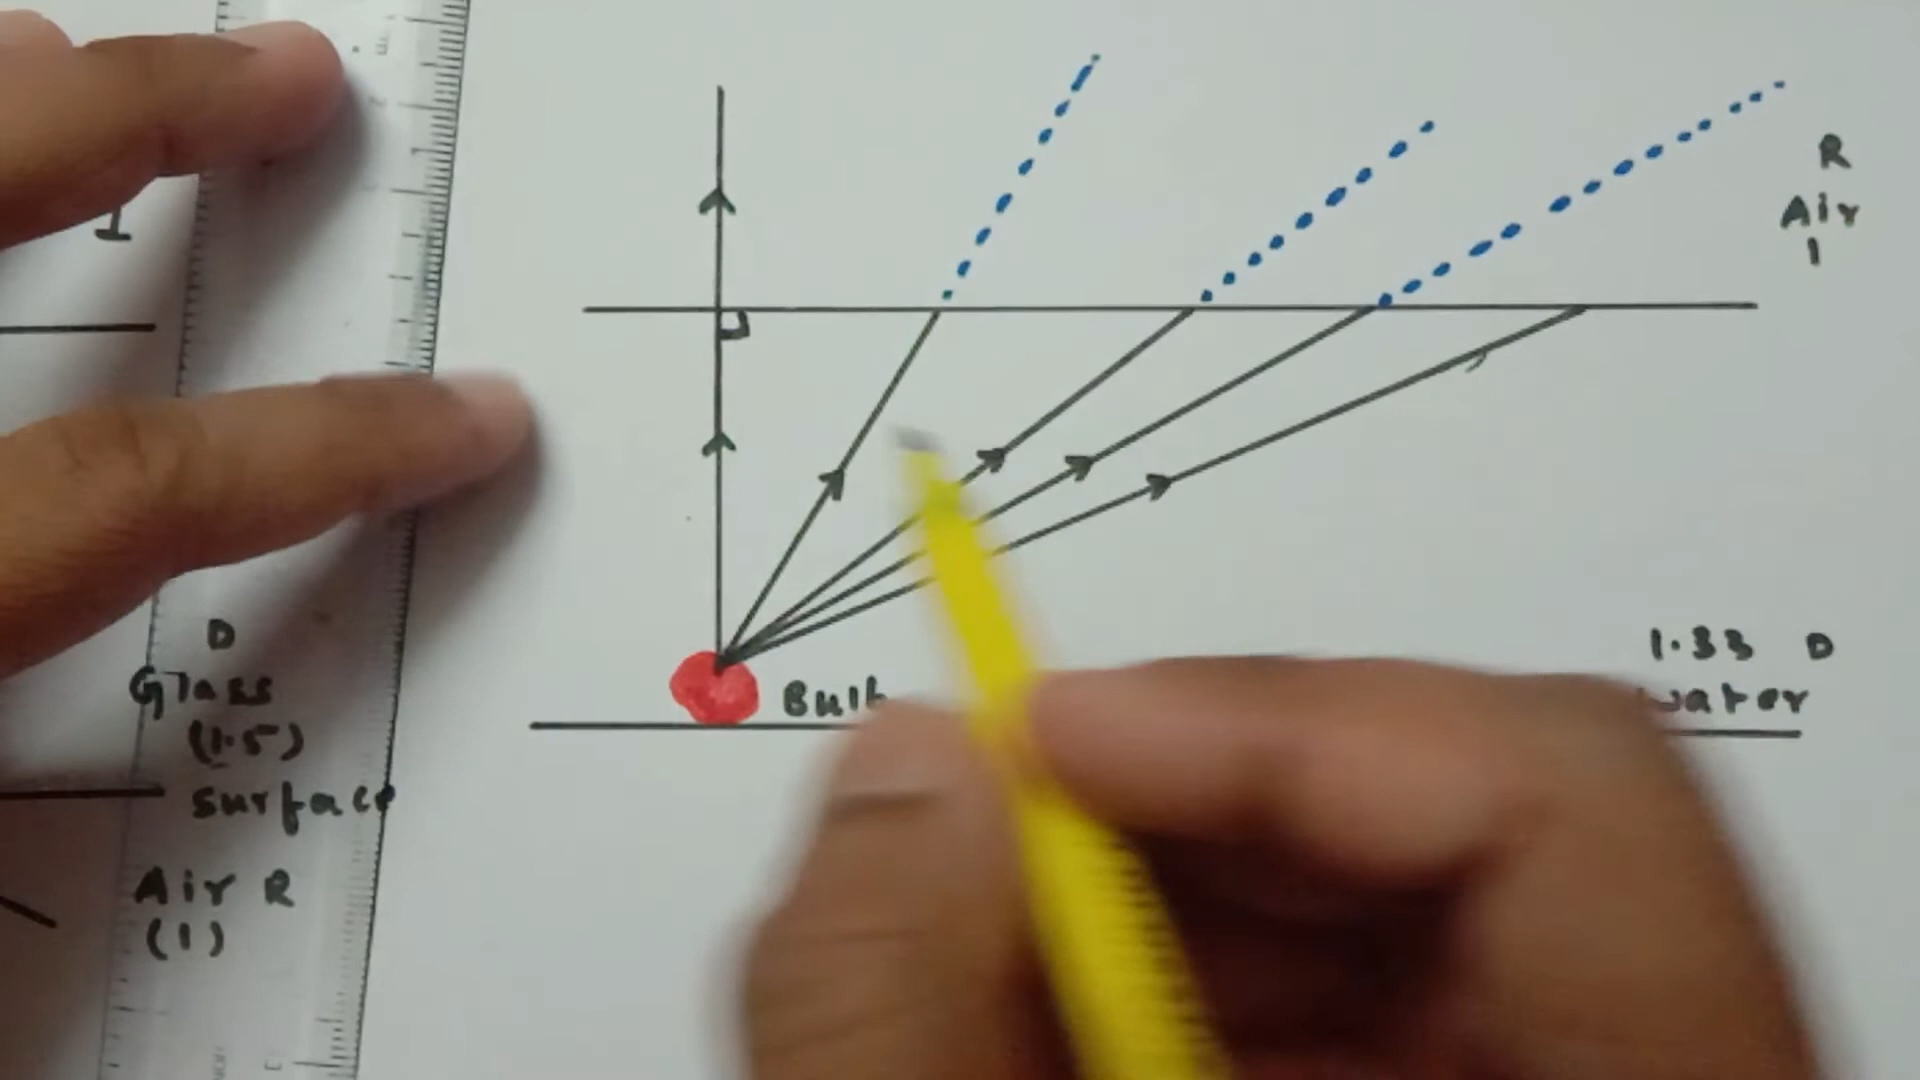 I
R
Air
1
Bulb
1.33 D
water
D
Glass
(1.5)
surface
Air R
(1)